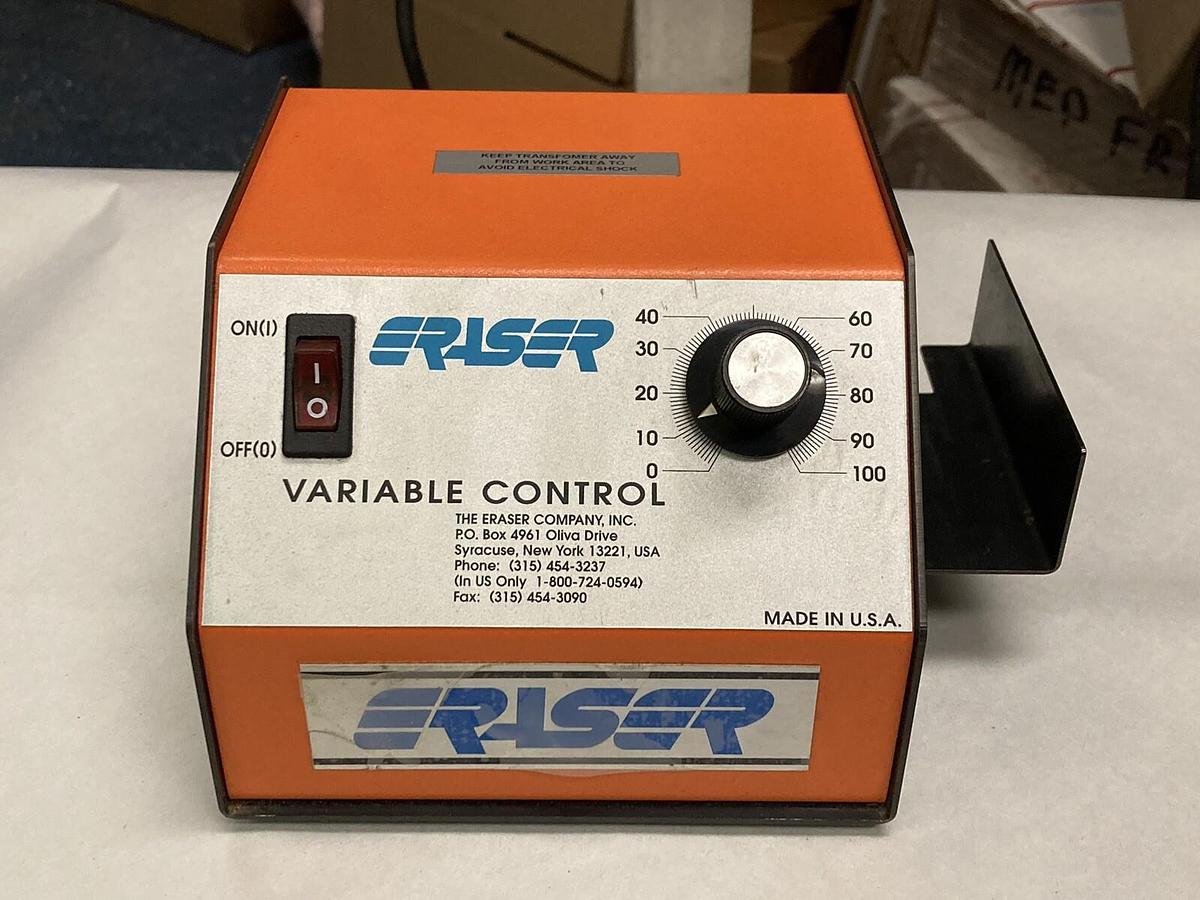 MED FR
KEEP TRANSFOMER AWAY
FROM WORK AREA TO
AVOID ELECTRICAL SHOCK
ON(I)
I
O
OFF(0)
ERASER
40
30
20
10
0
60
70
80
90
100
VARIABLE CONTROL
THE ERASER COMPANY, INC.
P.O. Box 4961 Oliva Drive
Syracuse, New York 13221, USA
Phone: (315) 454-3237
(In US Only 1-800-724-0594)
Fax: (315) 454-3090
MADE IN U.S.A.
ERASER